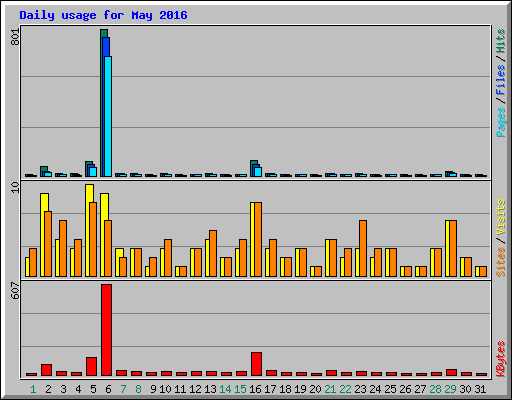 Daily usage for May 2016
801
Pages / Files / Hits
10
Sites / Visits
607
KBytes
1 2 3 4 5 6 7 8 9 10 11 12 13 14 15 16 17 18 19 20 21 22 23 24 25 26 27 28 29 30 31